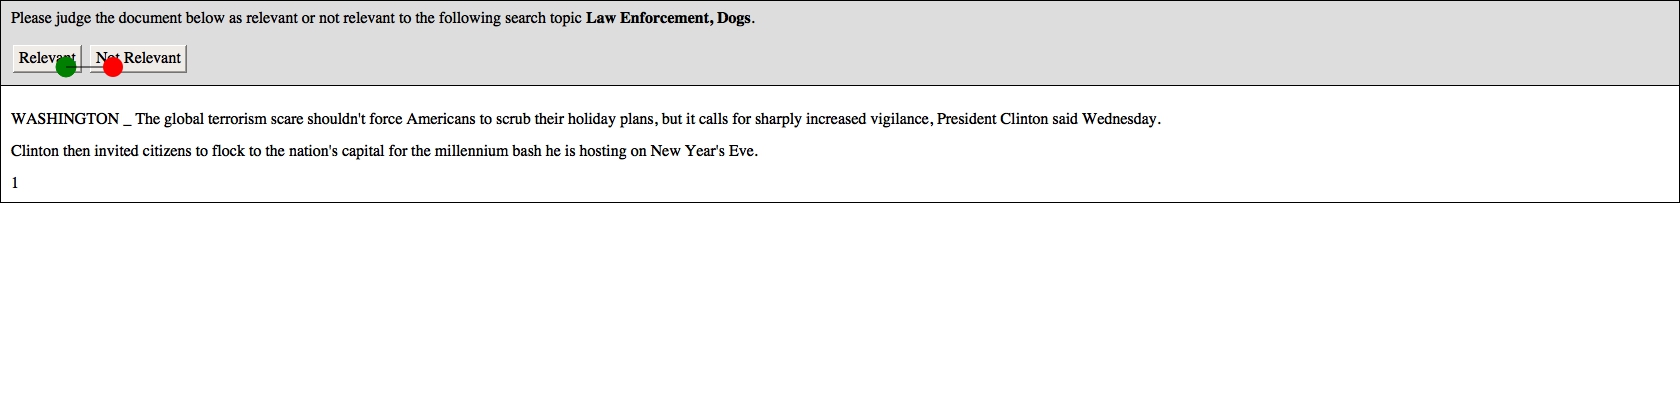 Please judge the document below as relevant or not relevant to the following search topic Law Enforcement, Dogs.
Relevant Not Relevant
WASHINGTON _ The global terrorism scare shouldn't force Americans to scrub their holiday plans, but it calls for sharply increased vigilance, President Clinton said Wednesday.
Clinton then invited citizens to flock to the nation's capital for the millennium bash he is hosting on New Year's Eve.
1